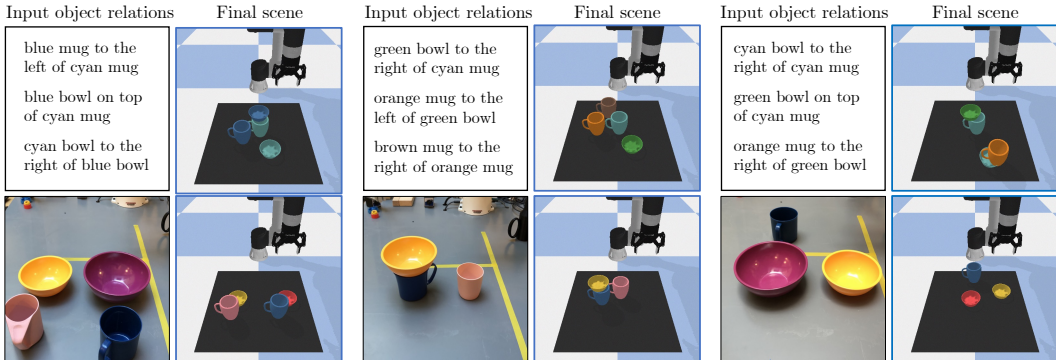 Input object relations
Final scene
Input object relations
Final scene
Input object relations
Final scene
blue mug to the
left of cyan mug
blue bowl on top
of cyan mug
cyan bowl to the
right of blue bowl
green bowl to the
right of cyan mug
orange mug to the
left of green bowl
brown mug to the
right of orange mug
cyan bowl to the
right of cyan mug
green bowl on top
of cyan mug
orange mug to the
right of green bowl